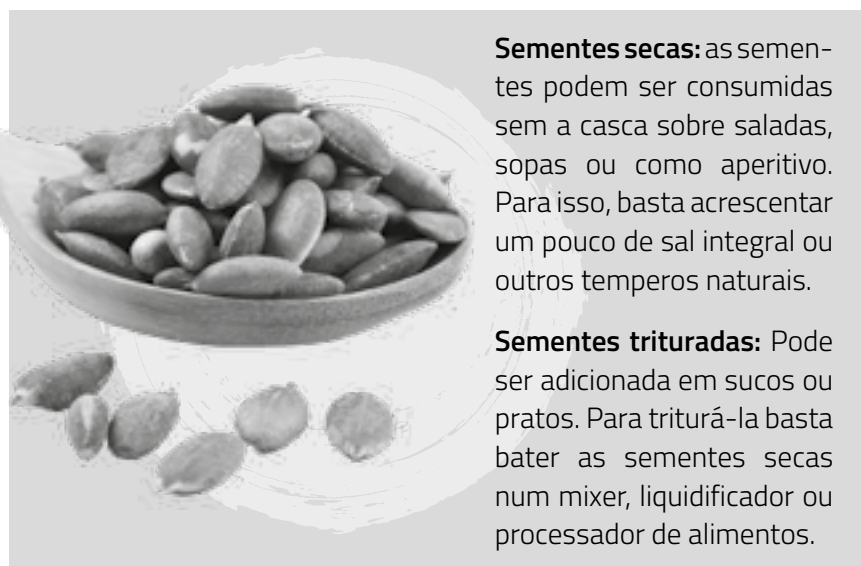 Sementes secas: as semen-
tes podem ser consumidas
sem a casca sobre saladas,
sopas ou como aperitivo.
Para isso, basta acrescentar
um pouco de sal integral ou
outros temperos naturais.
Sementes trituradas: Pode
ser adicionada em sucos ou
pratos. Para triturá-la basta
bater as sementes secas
num mixer, liquidificador ou
processador de alimentos.